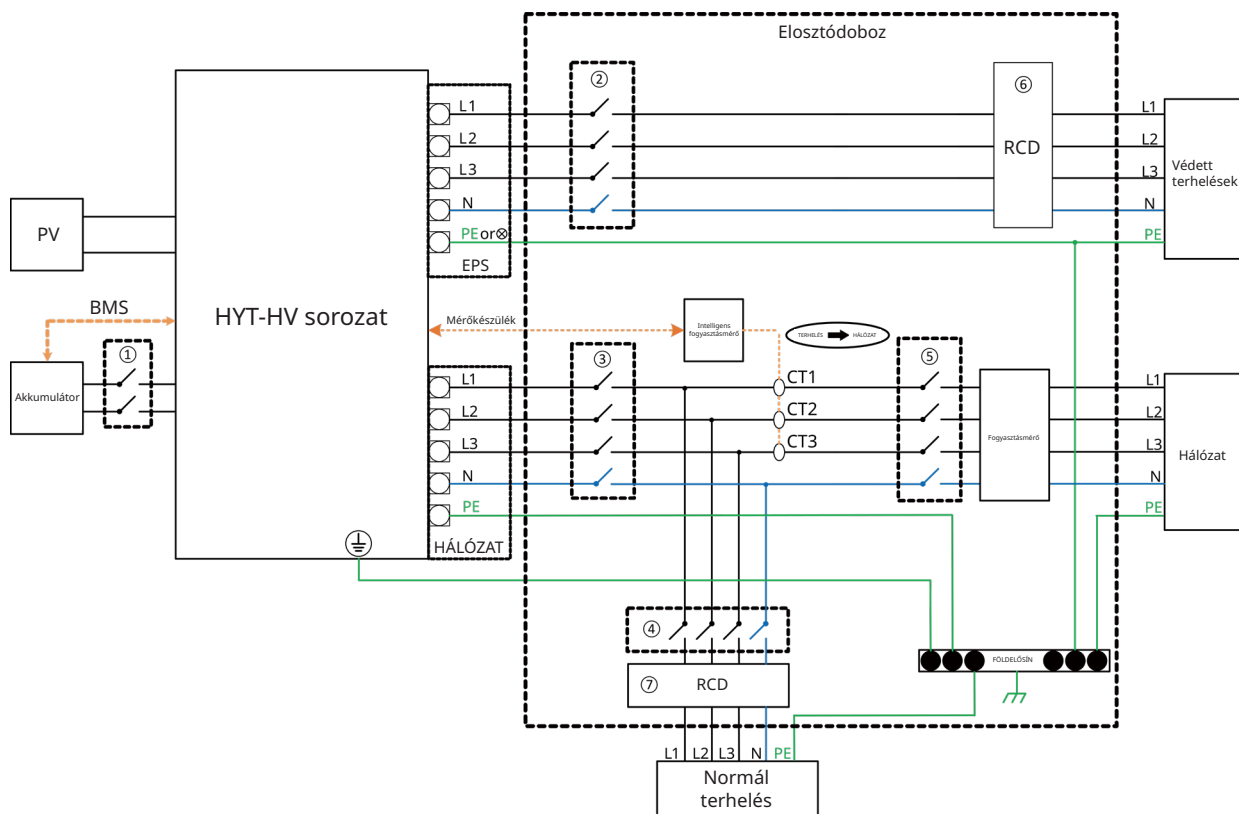 Elosztódoboz
②
⑥
RCD
L1
L2
L3
N
PEor⊗
EPS
L1
L2
L3
N
PE
Védett
terhelések
PV
BMS
①
Akkumulátor
HYT-HV sorozat
Mérőkészülék
Intelligens
fogyasztásmérő
TERHELÉS
HÁLÓZAT
③
⑤
L1
L2
L3
N
PE
HÁLÓZAT
CT1
CT2
CT3
Fogyasztásmérő
L1
L2
L3
N
PE
Hálózat
④
⑦
RCD
FÖLDELŐSÍN
L1
L2
L3
N
PE
Normál
terhelés